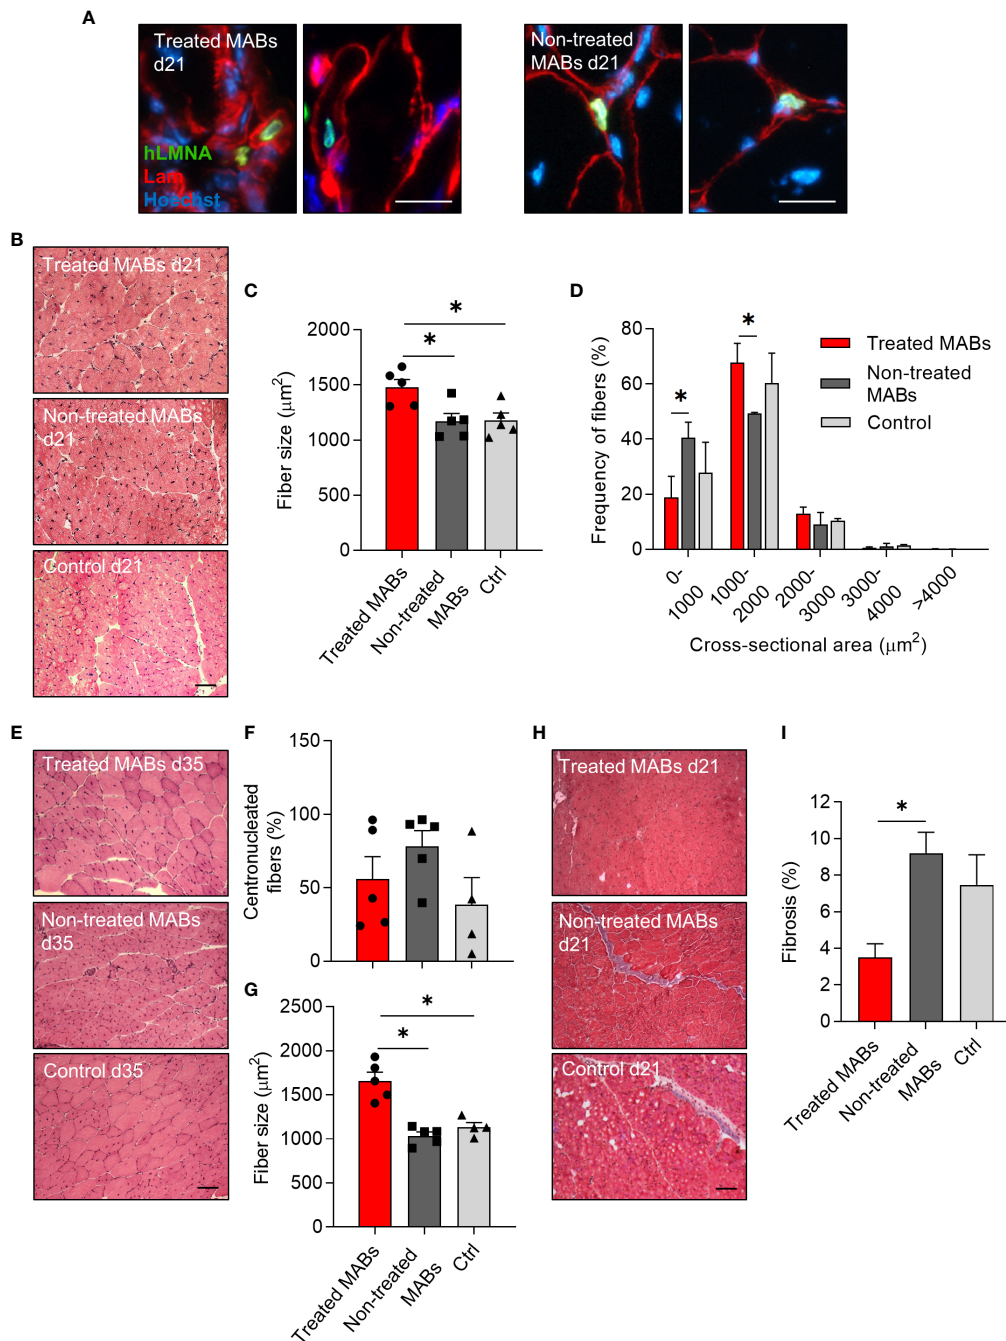 A
Treated MABs
d21
hLMNA
Lam
Hoechst
Non-treated
MABs d21
B
Treated MABs d21
Non-treated MABs
d21
Control d21
C
Fiber size (μm²)
2000
1500
1000
500
0
*
*
Treated MABs
Non-treated
MABs
Ctrl
D
Frequency of fibers (%)
80
60
40
20
0
*
*
Treated MABs
Non-treated
MABs
Control
0-
1000
1000-
2000
2000-
3000
3000-
4000
>4000
Cross-sectional area (μm²)
E
Treated MABs d35
Non-treated MABs
d35
Control d35
F
Centronucleated
fibers (%)
150
100
50
0
G
Fiber size (μm²)
2500
2000
1500
1000
500
0
*
*
Treated MABs
Non-treated
MABs
Ctrl
H
Treated MABs d21
Non-treated MABs
d21
Control d21
I
Fibrosis (%)
12
10
8
6
4
2
0
*
Treated MABs
Non-treated
MABs
Ctrl